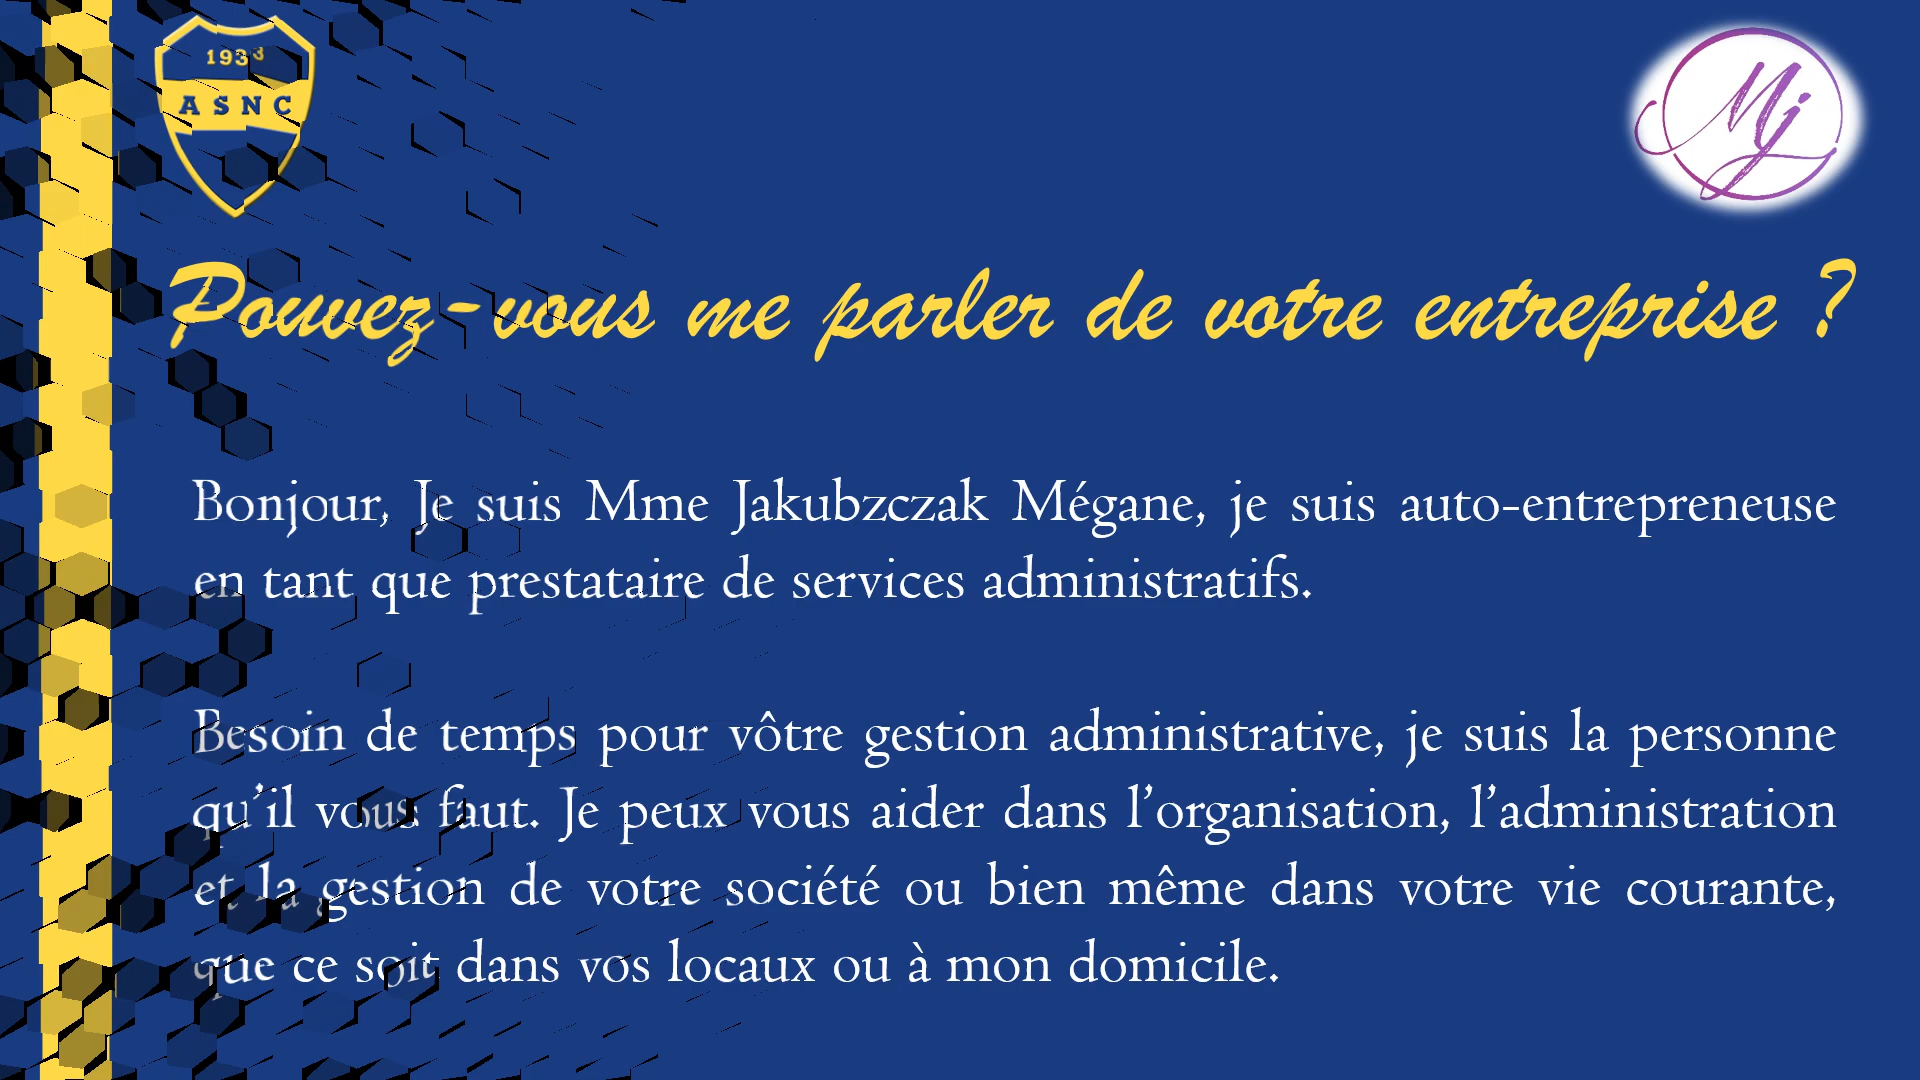 1933
ASNC
Mj
Pouvez-vous me parler de votre entreprise ?
Bonjour, Je suis Mme Jakubzczak Mégane, je suis auto-entrepreneuse
en tant que prestataire de services administratifs.
Besoin de temps pour vôtre gestion administrative, je suis la personne
qu'il vous faut. Je peux vous aider dans l'organisation, l'administration
et la gestion de votre société ou bien même dans votre vie courante,
que ce soit dans vos locaux ou à mon domicile.